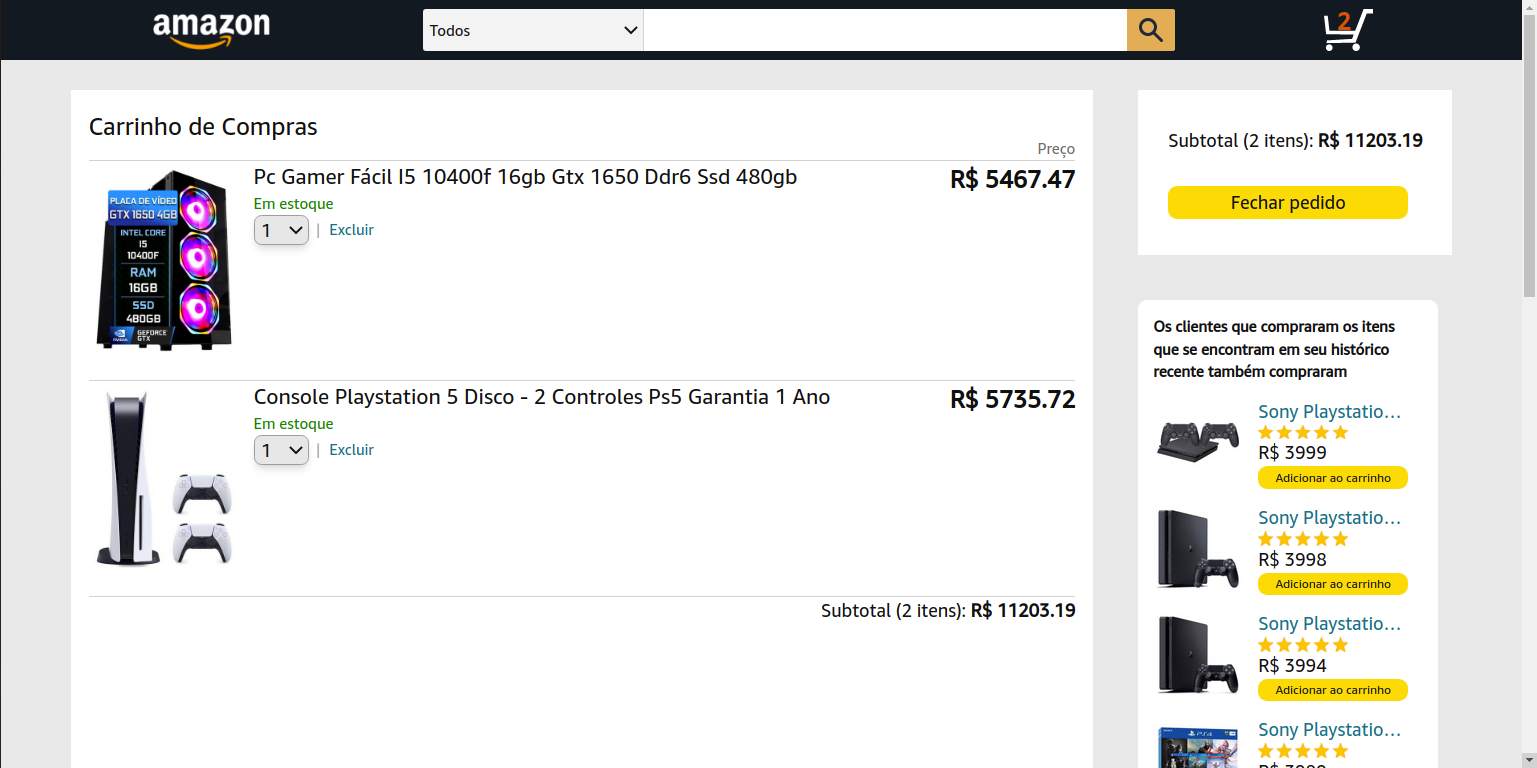 amazon
Todos
2
Carrinho de Compras
Preço
PLACA DE VÍDEO
GTX 1650 4GB
INTEL CORE
I5
10400F
RAM
16GB
SSD
480GB
NVIDIA
GEFORCE
GTX
Pc Gamer Fácil I5 10400f 16gb Gtx 1650 Ddr6 Ssd 480gb
R$ 5467.47
Em estoque
1 | Excluir
Console Playstation 5 Disco - 2 Controles Ps5 Garantia 1 Ano
R$ 5735.72
Em estoque
1 | Excluir
Subtotal (2 itens): R$ 11203.19
Subtotal (2 itens): R$ 11203.19
Fechar pedido
Os clientes que compraram os itens
que se encontram em seu histórico
recente também compraram
Sony Playstatio...
R$ 3999
Adicionar ao carrinho
Sony Playstatio...
R$ 3998
Adicionar ao carrinho
Sony Playstatio...
R$ 3994
Adicionar ao carrinho
Sony Playstatio...
PS4